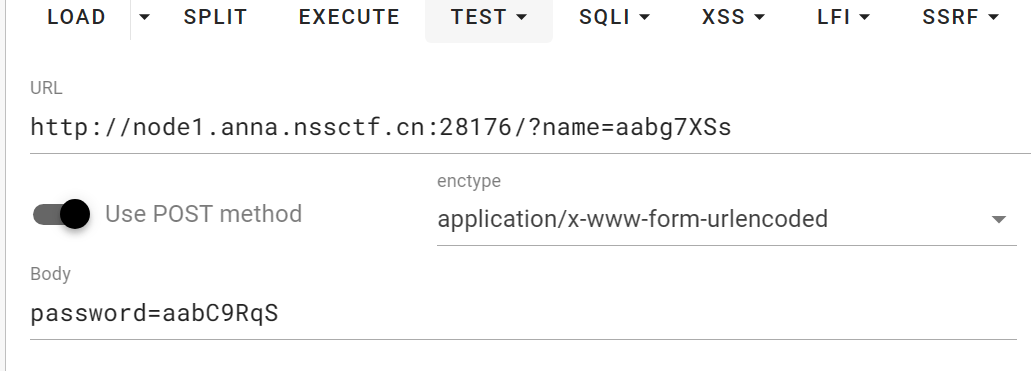 LOAD SPLIT EXECUTE TEST SQLI XSS LFI SSRF
URL
http://node1.anna.nssctf.cn:28176/?name=aabg7XSs
enctype
Use POST method application/x-www-form-urlencoded
Body
password=aabC9RqS